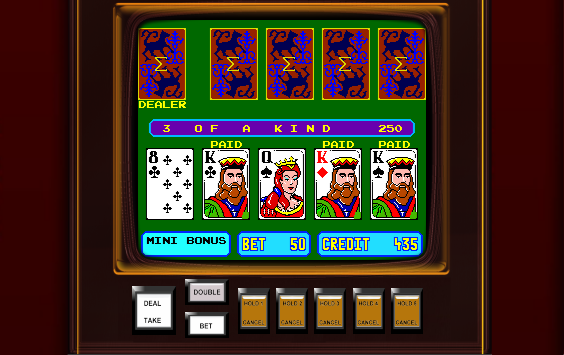 Σ Σ Σ Σ Σ
DEALER
3 OF A KIND 250
PAID PAID PAID
8 K Q K K
MINI BONUS BET 50 CREDIT 435
DEAL
TAKE
DOUBLE
BET
HOLD 1 HOLD 2 HOLD 3 HOLD 4 HOLD 5
CANCEL CANCEL CANCEL CANCEL CANCEL